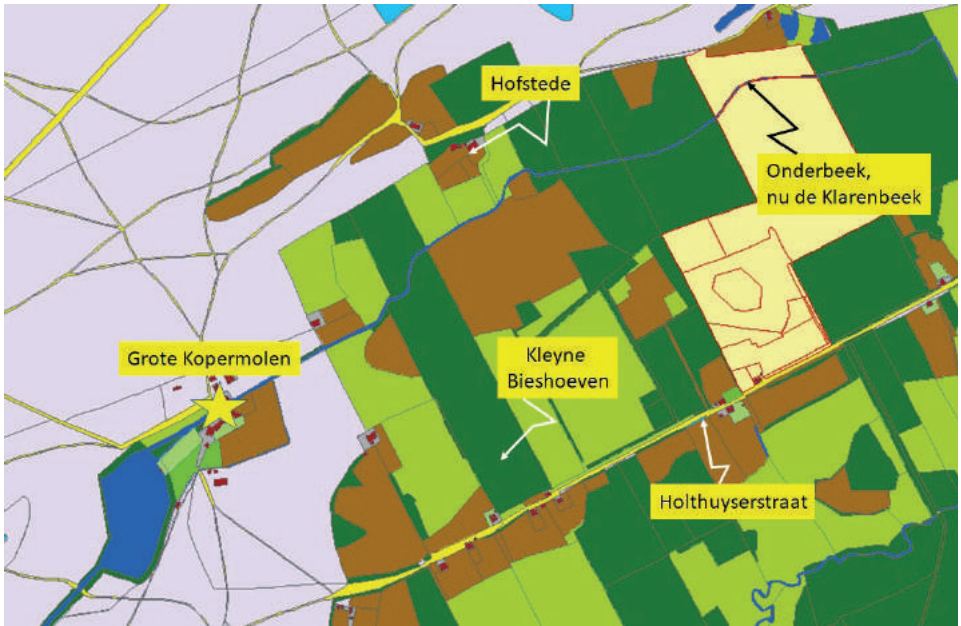 Hofstede
Onderbeek,
nu de Klarenbeek
Grote Kopermolen
Kleyne
Bieshoeven
Holthuyserstraat